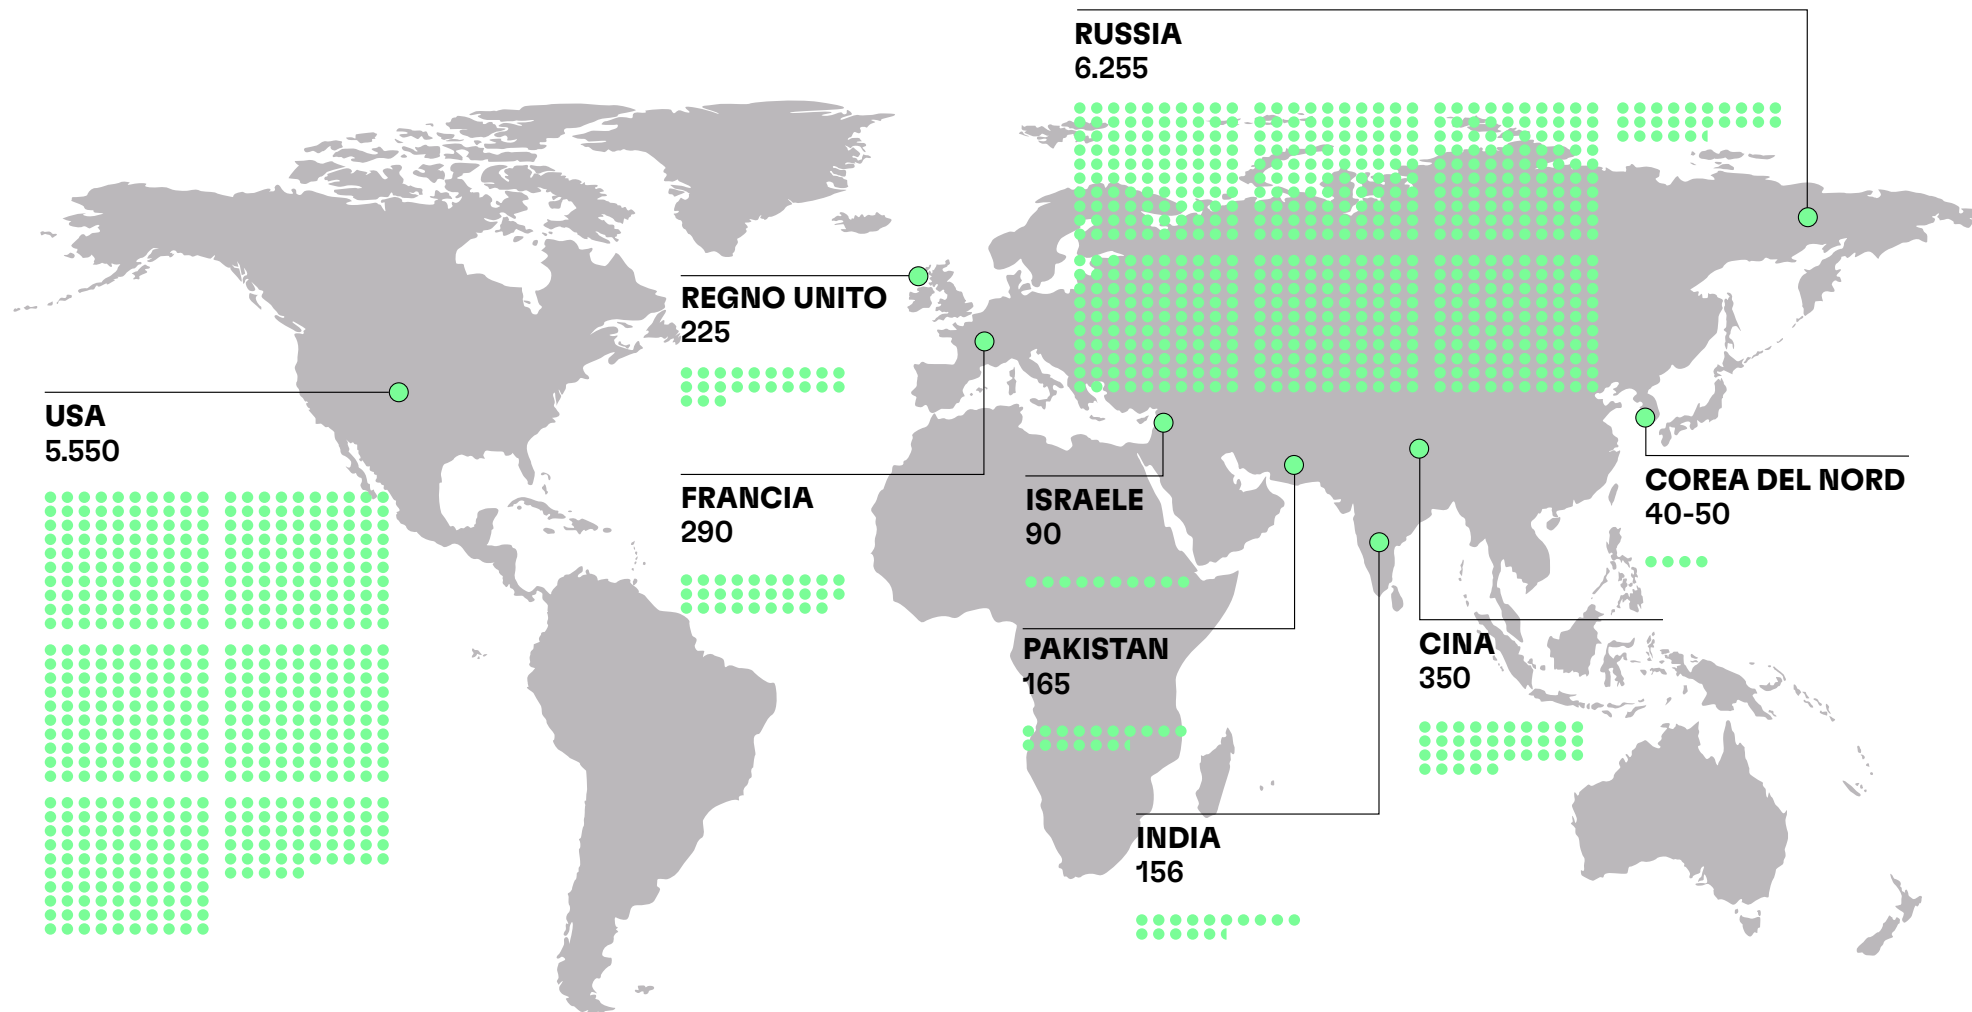 RUSSIA
6.255
REGNO UNITO
225
USA
5.550
FRANCIA
290
ISRAELE
90
COREA DEL NORD
40-50
PAKISTAN
165
CINA
350
INDIA
156